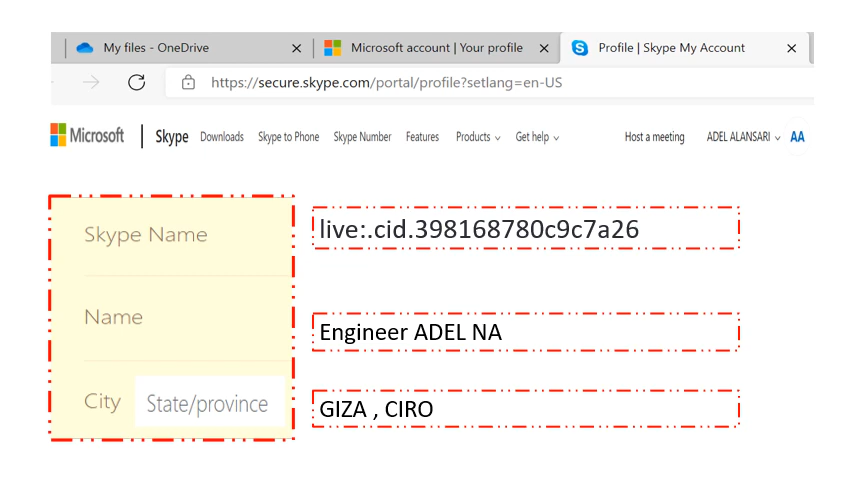 My files - OneDrive
Microsoft account | Your profile
Profile | Skype My Account
https://secure.skype.com/portal/profile?setlang=en-US
Microsoft | Skype Downloads Skype to Phone Skype Number Features Products Get help Host a meeting ADEL ALANSARI AA
Skype Name live:.cid.398168780c9c7a26
Name Engineer ADEL NA
City State/province GIZA , CIRO